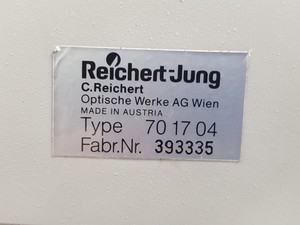 Reichert-Jung
C.Reichert
Optische Werke AG Wien
MADE IN AUSTRIA
Type 70 17 04
Fabr.Nr. 393335